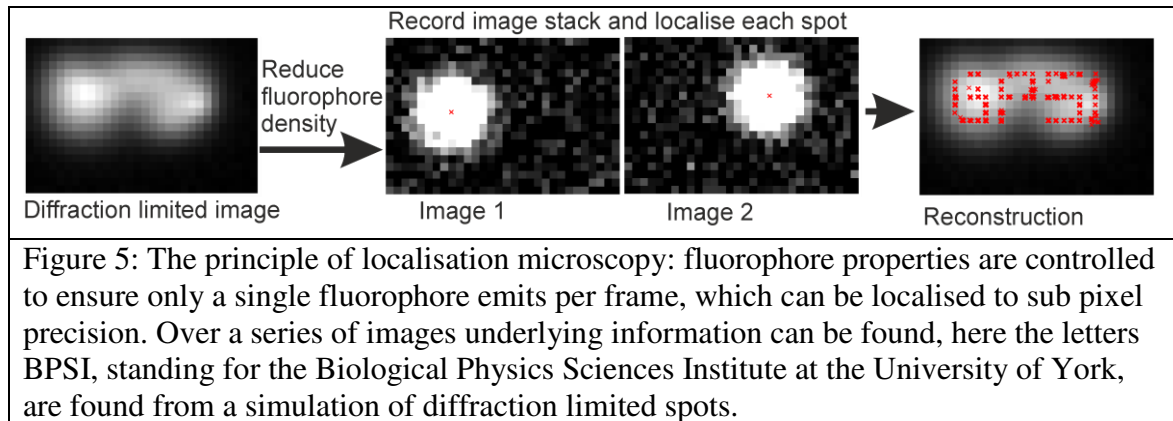 Record image stack and localise each spot
Reduce
fluorophore
density
Diffraction limited image
Image 1
Image 2
Reconstruction
Figure 5: The principle of localisation microscopy: fluorophore properties are controlled
to ensure only a single fluorophore emits per frame, which can be localised to sub pixel
precision. Over a series of images underlying information can be found, here the letters
BPSI, standing for the Biological Physics Sciences Institute at the University of York,
are found from a simulation of diffraction limited spots.